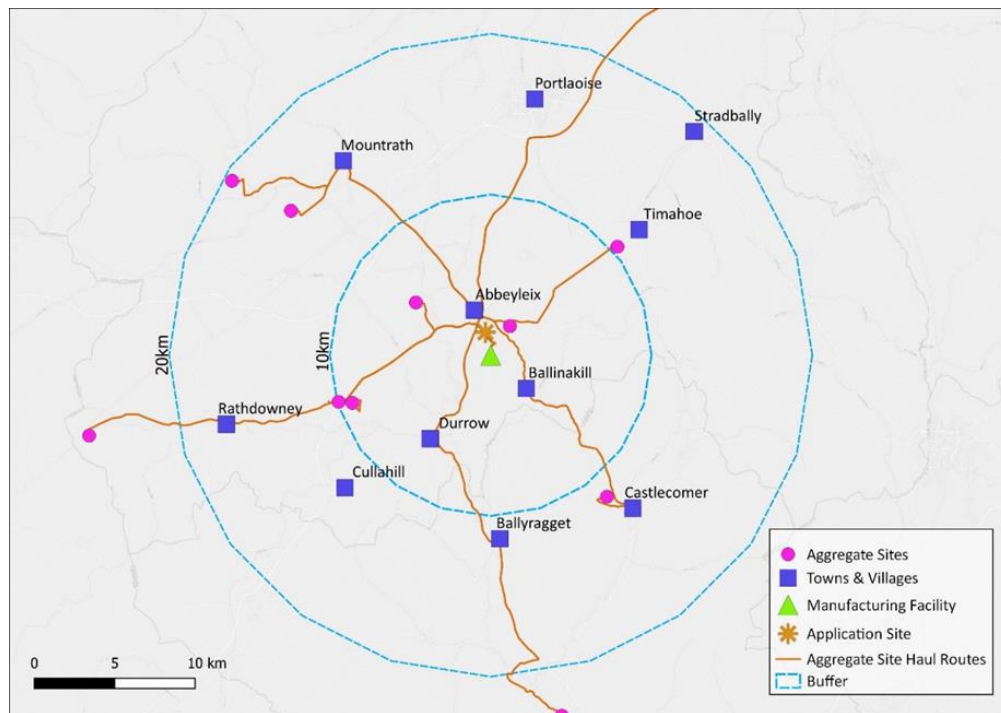 Portlaoise
Stradbally
Mountrath
Timahoe
Abbeyleix
20km
10km
Ballinakill
Rathdowney
Durrow
Cullahill
Castlecomer
Ballyragget
Aggregate Sites
Towns & Villages
Manufacturing Facility
Application Site
Aggregate Site Haul Routes
Buffer
0 5 10 km